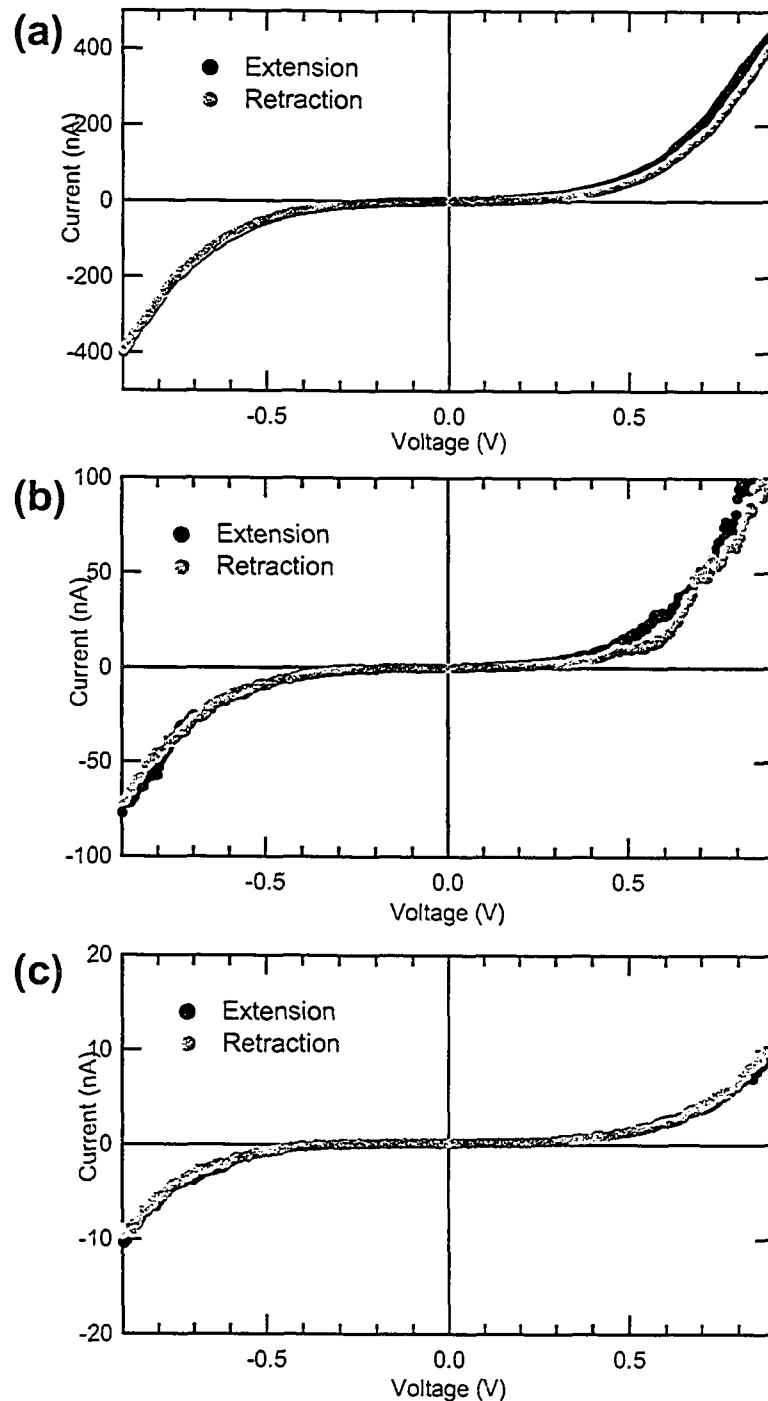 (a)
Extension
Retraction
400
200
0
-200
-400
Current (nA)
-0.5
0.0
0.5
Voltage (V)
(b)
Extension
Retraction
100
50
0
-50
-100
Current (nA)
-0.5
0.0
0.5
Voltage (V)
(c)
Extension
Retraction
20
10
0
-10
-20
Current (nA)
-0.5
0.0
0.5
Voltage (V)